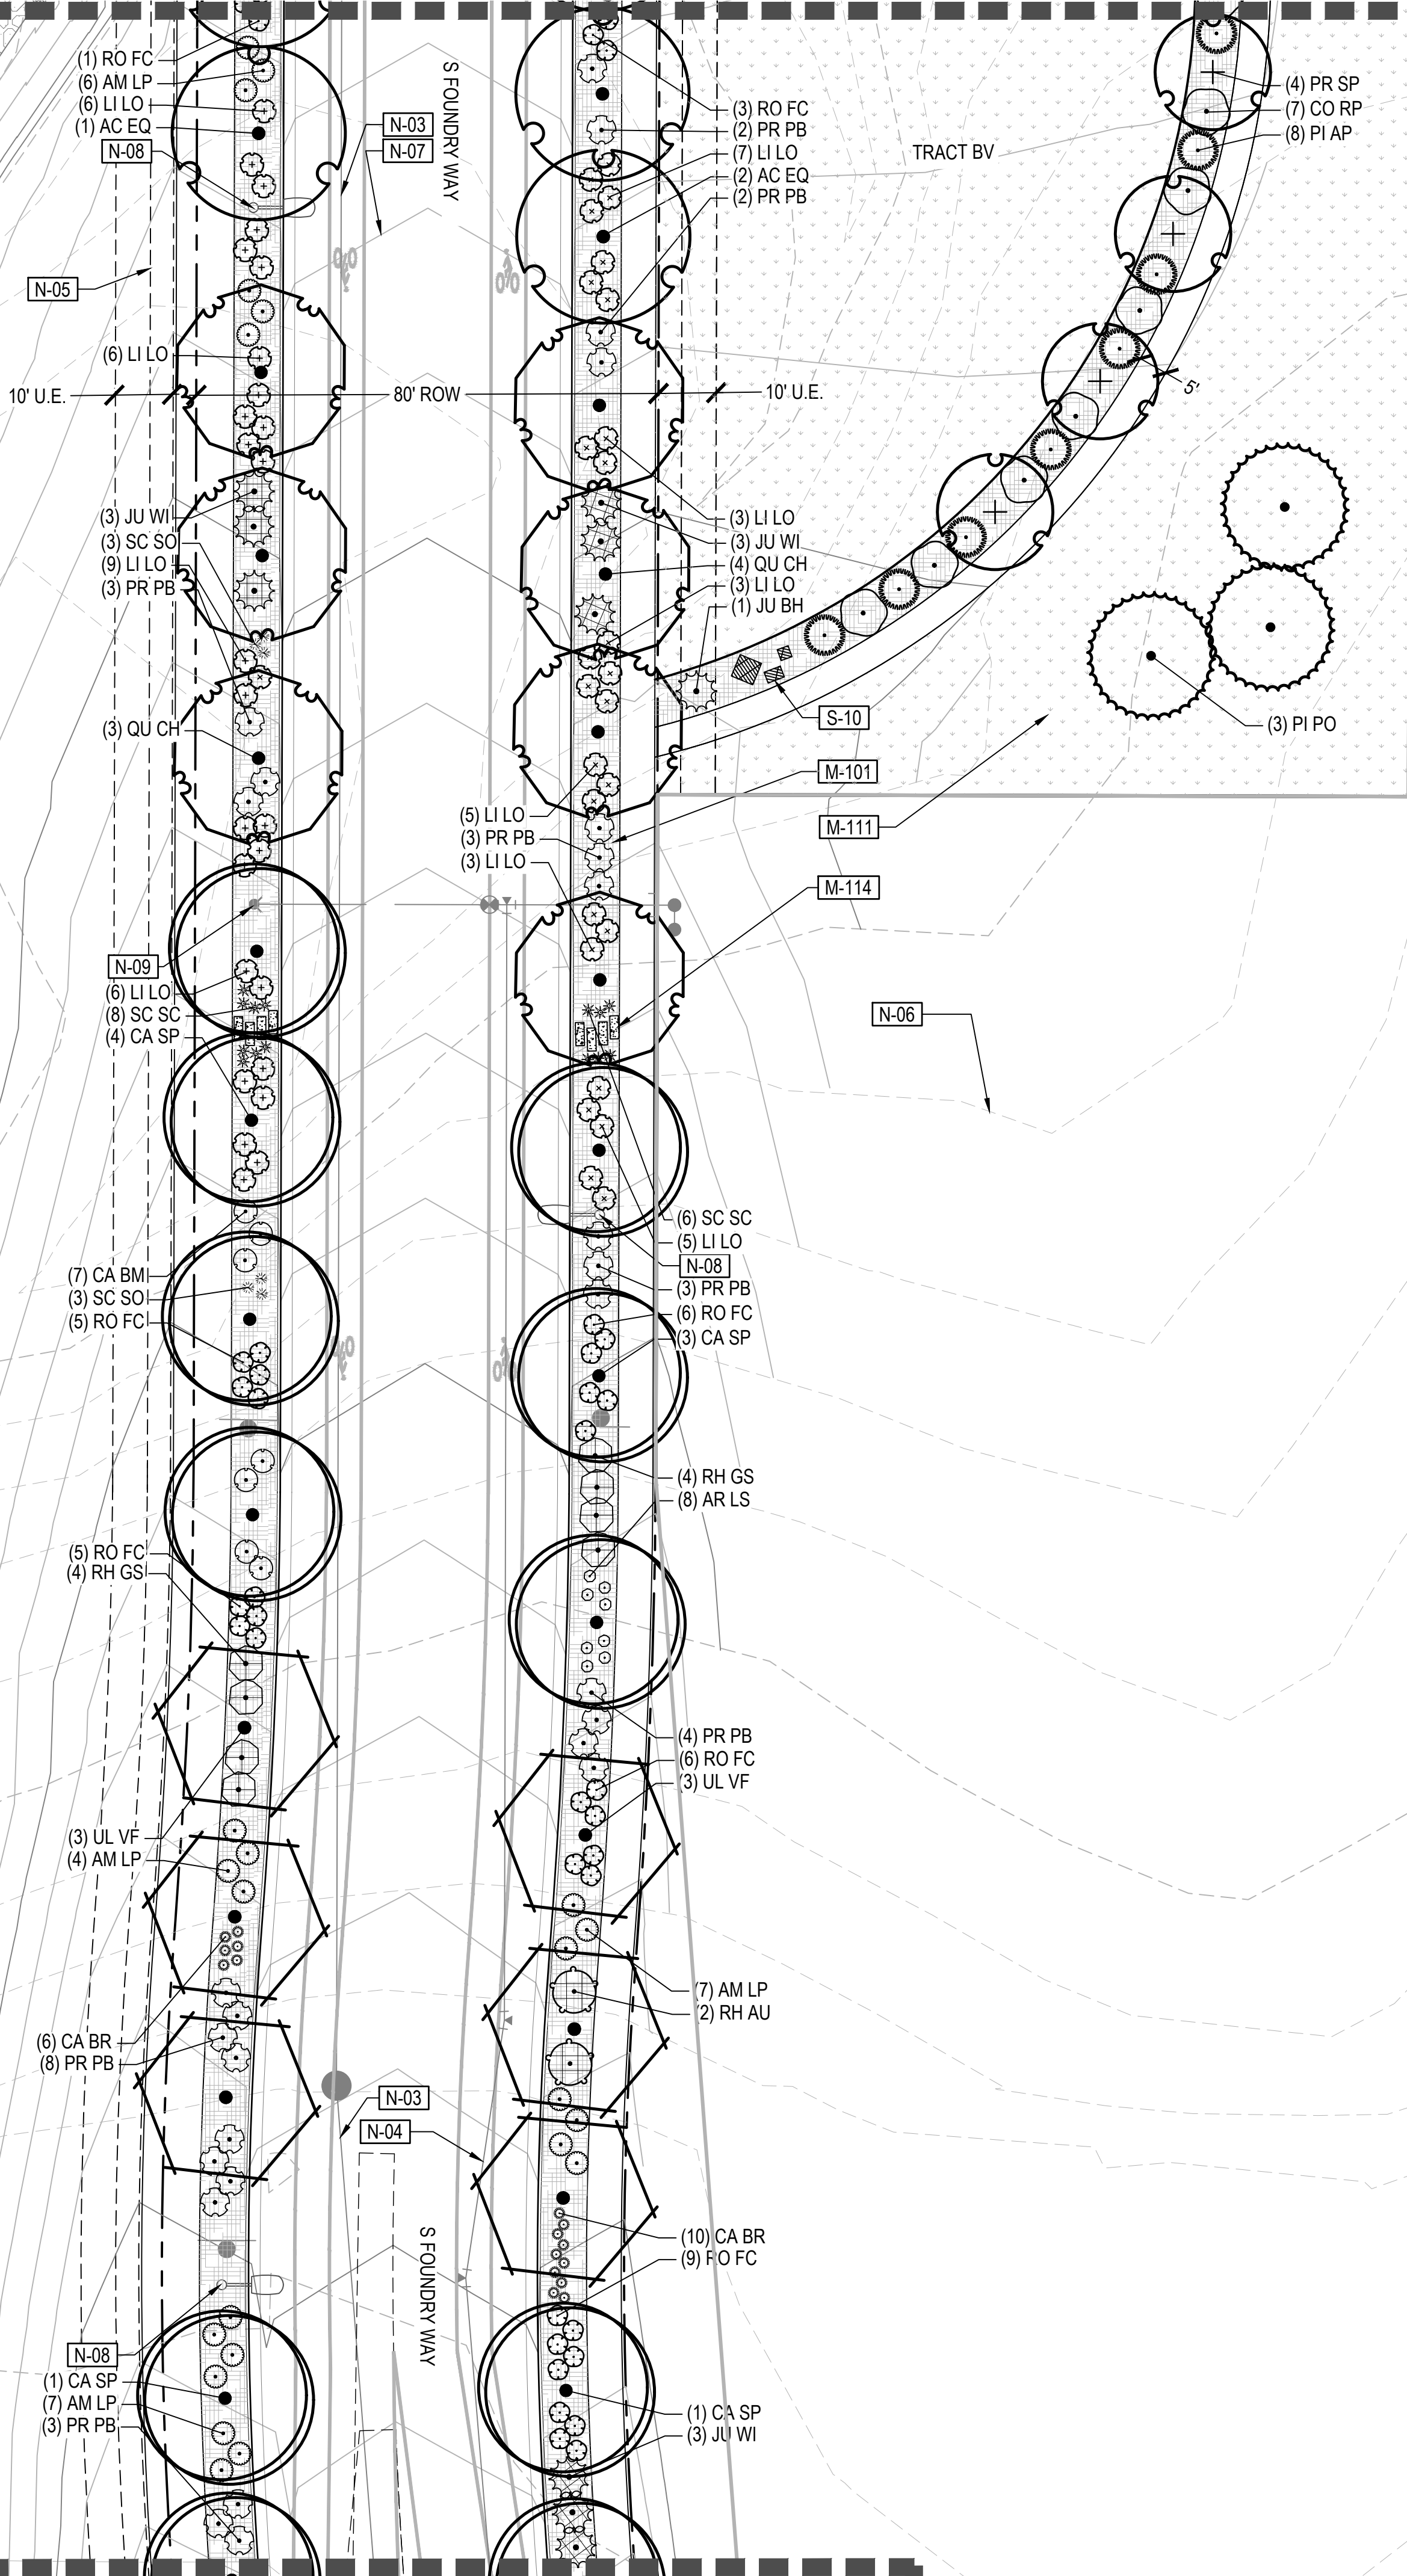 (1) RO FC
(6) AM LP
(6) LI LO
(1) AC EQ
N-08
N-03
N-07
S FOUNDRY WAY
(3) RO FC
(2) PR PB
(7) LI LO
(2) AC EQ
(2) PR PB
TRACT BV
(4) PR SP
(7) CO RP
(8) PI AP
N-05
(6) LI LO
10' U.E.
80' ROW
10' U.E.
5'
(3) JU WI
(3) SC SO
(9) LI LO
(3) PR PB
(3) LI LO
(3) JU WI
(4) QU CH
(3) LI LO
(1) JU BH
S-10
(3) PI PO
(3) QU CH
M-101
(5) LI LO
(3) PR PB
(3) LI LO
M-111
M-114
N-09
(6) LI LO
(8) SC SC
(4) CA SP
N-06
(6) SC SC
(5) LI LO
N-08
(3) PR PB
(6) RO FC
(3) CA SP
(7) CA BM
(3) SC SO
(5) RO FC
(4) RH GS
(8) AR LS
(5) RO FC
(4) RH GS
(4) PR PB
(6) RO FC
(3) UL VF
(3) UL VF
(4) AM LP
(7) AM LP
(2) RH AU
(6) CA BR
(8) PR PB
N-03
N-04
S FOUNDRY WAY
(10) CA BR
(9) RO FC
N-08
(1) CA SP
(7) AM LP
(3) PR PB
(1) CA SP
(3) JU WI